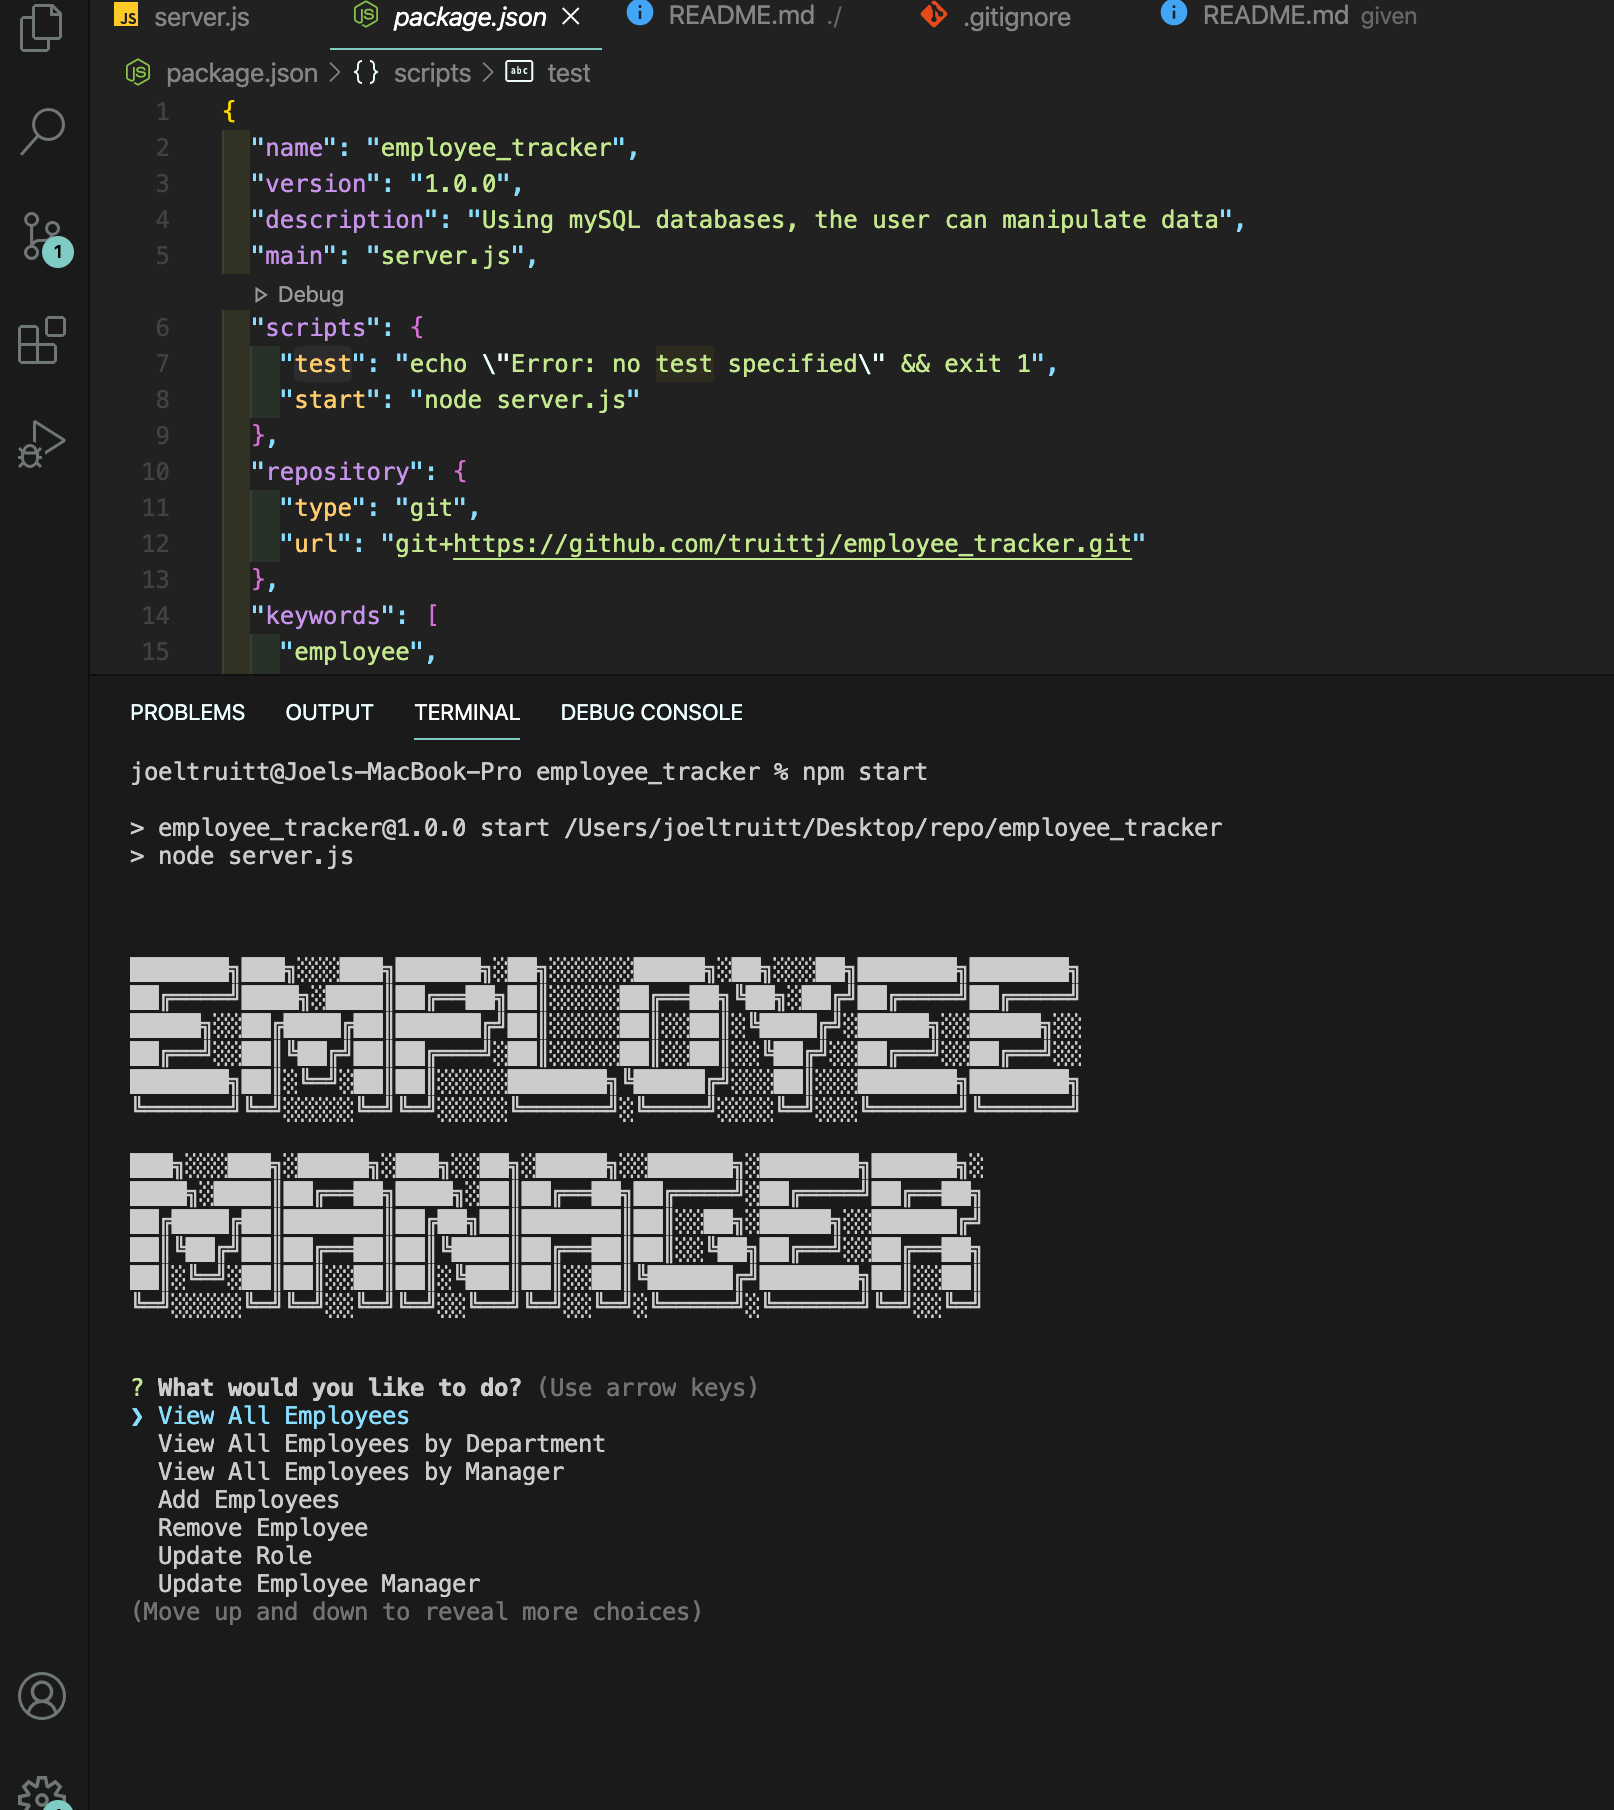 server.js package.json README.md ./ .gitignore README.md given
package.json > {} scripts > abc test
1 {
2 "name": "employee_tracker",
3 "version": "1.0.0",
4 "description": "Using mySQL databases, the user can manipulate data",
5 "main": "server.js",
Debug
6 "scripts": {
7 "test": "echo \"Error: no test specified\" && exit 1",
8 "start": "node server.js"
9 },
10 "repository": {
11 "type": "git",
12 "url": "git+https://github.com/truittj/employee_tracker.git"
13 },
14 "keywords": [
15 "employee",
1
PROBLEMS OUTPUT TERMINAL DEBUG CONSOLE
joeltruitt@Joels-MacBook-Pro employee_tracker % npm start
> employee_tracker@1.0.0 start /Users/joeltruitt/Desktop/repo/employee_tracker
> node server.js
EMPLOYEE
MANAGER
? What would you like to do? (Use arrow keys)
❯ View All Employees
View All Employees by Department
View All Employees by Manager
Add Employees
Remove Employee
Update Role
Update Employee Manager
(Move up and down to reveal more choices)